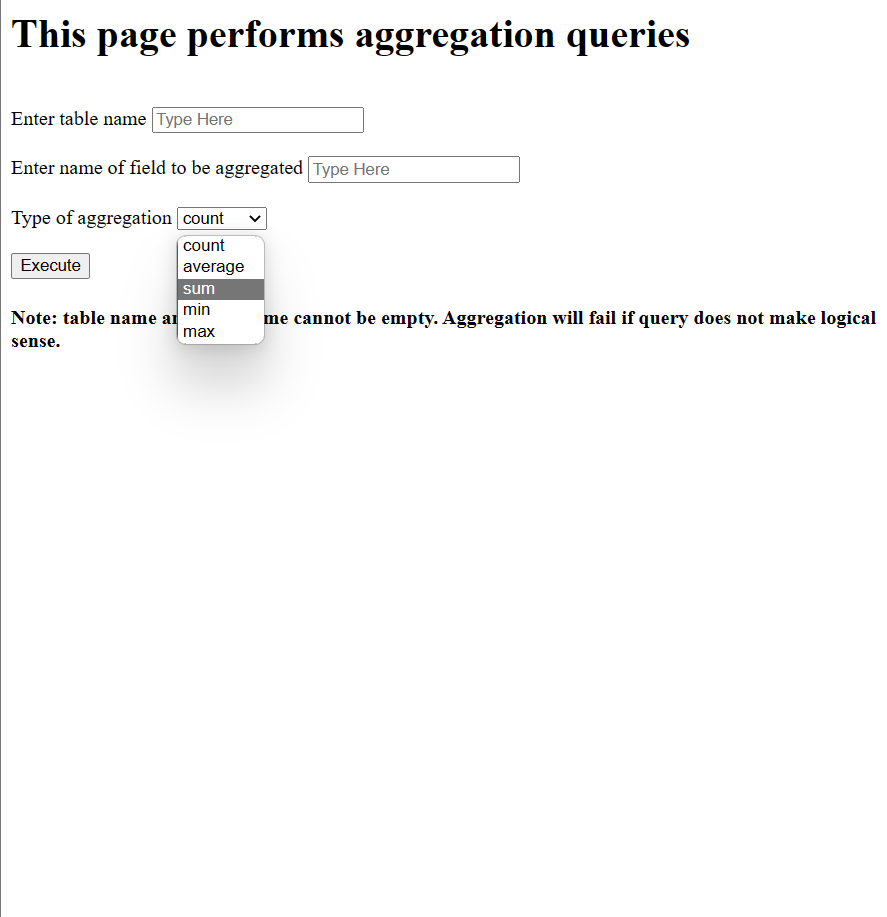 This page performs aggregation queries
Enter table name Type Here
Enter name of field to be aggregated Type Here
Type of aggregation count
count
average
sum
min
max
Execute
Note: table name me cannot be empty. Aggregation will fail if query does not make logical
sense.